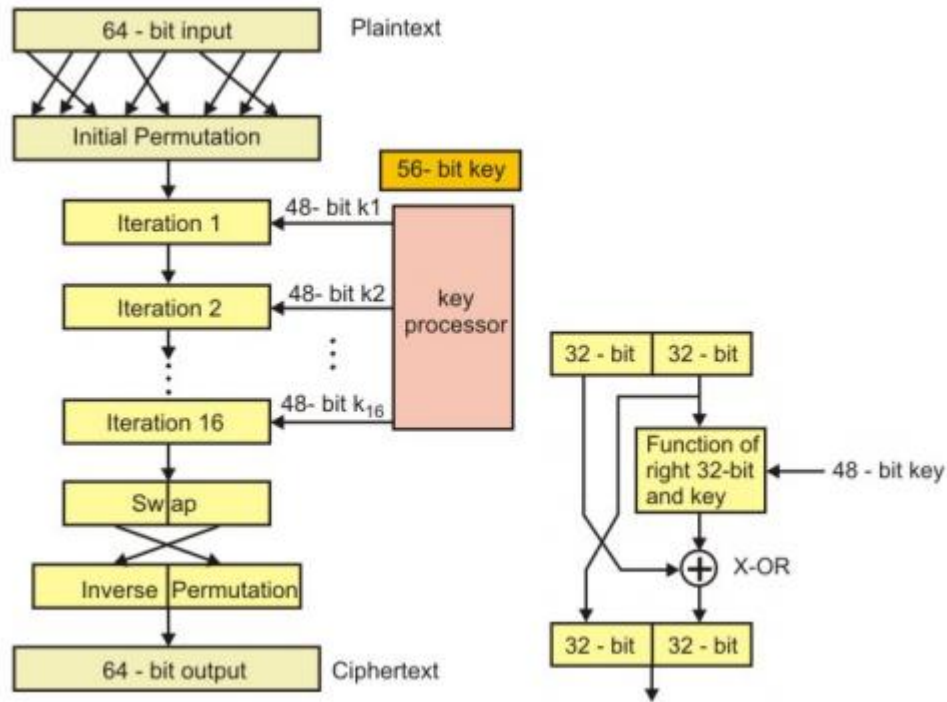 64 - bit input
Plaintext
Initial Permutation
56- bit key
48- bit k1
Iteration 1
48- bit k2
Iteration 2
key
processor
48- bit k16
Iteration 16
Swap
Inverse Permutation
64 - bit output
Ciphertext
32 - bit 32 - bit
Function of
right 32-bit
and key
48 - bit key
X-OR
32 - bit 32 - bit